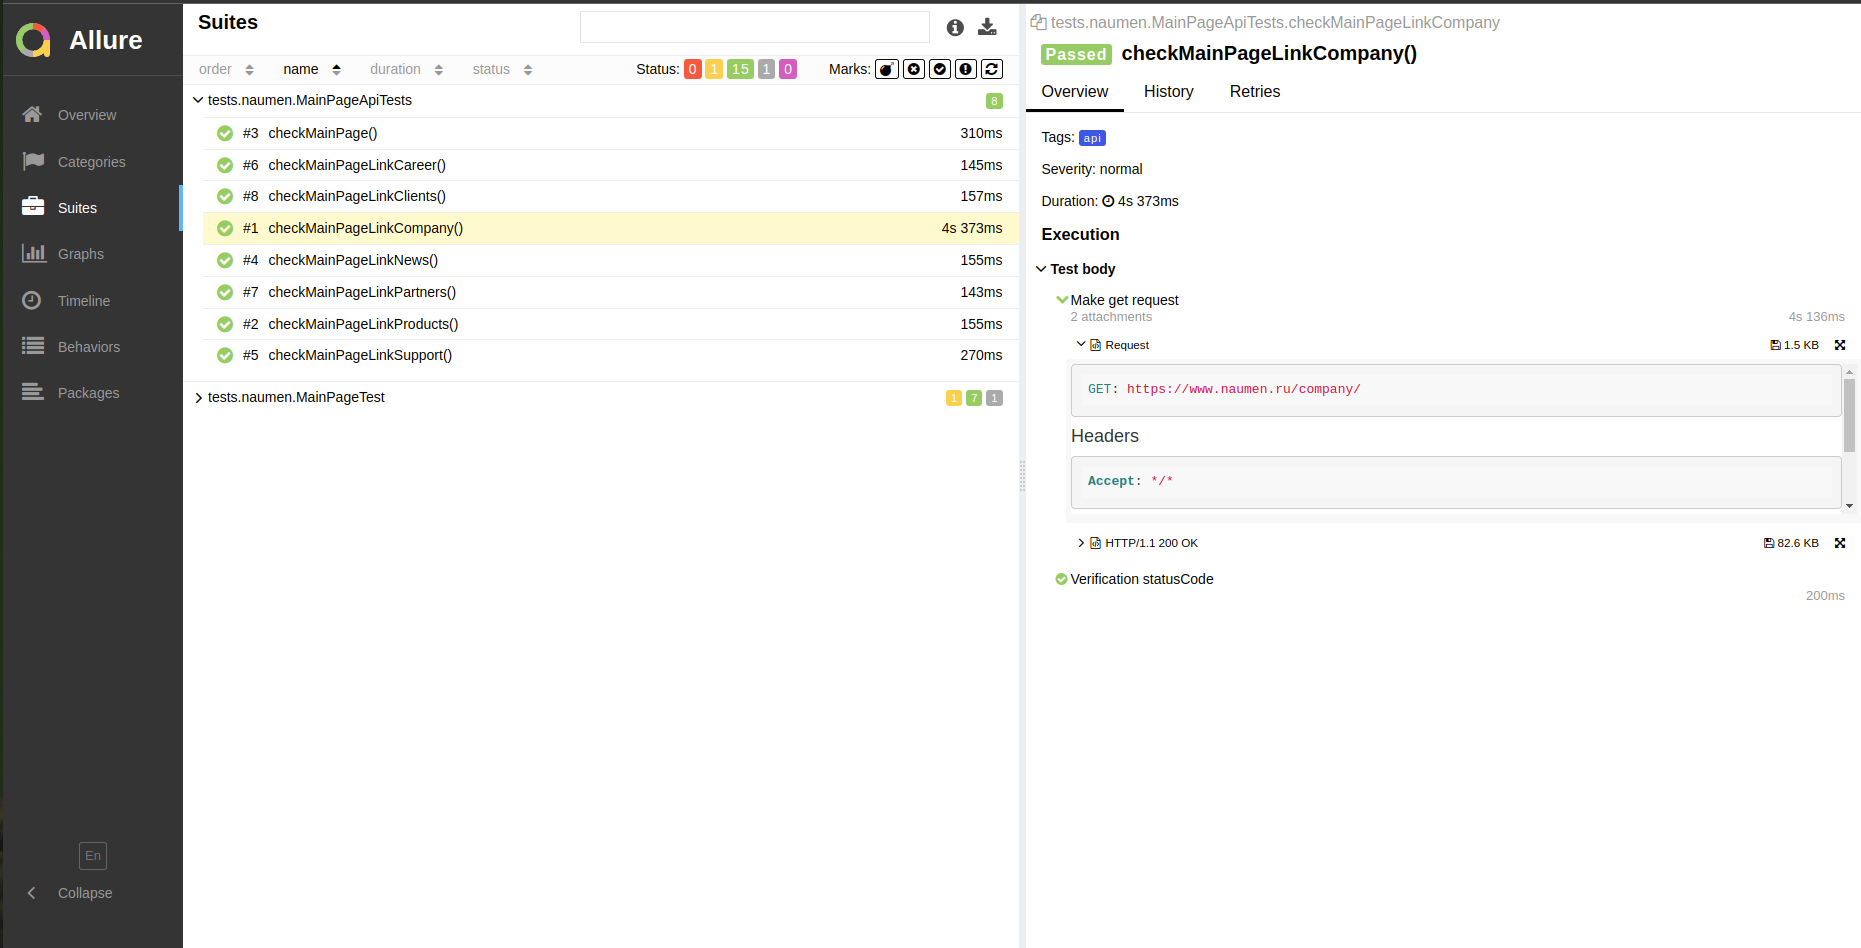 Allure
Overview
Categories
Suites
Graphs
Timeline
Behaviors
Packages
En
Collapse
Suites
order name duration status Status: 0 1 15 1 0 Marks:
tests.naumen.MainPageApiTests 8
#3 checkMainPage() 310ms
#6 checkMainPageLinkCareer() 145ms
#8 checkMainPageLinkClients() 157ms
#1 checkMainPageLinkCompany() 4s 373ms
#4 checkMainPageLinkNews() 155ms
#7 checkMainPageLinkPartners() 143ms
#2 checkMainPageLinkProducts() 155ms
#5 checkMainPageLinkSupport() 270ms
tests.naumen.MainPageTest 1 7 1
tests.naumen.MainPageApiTests.checkMainPageLinkCompany
Passed checkMainPageLinkCompany()
Overview History Retries
Tags: api
Severity: normal
Duration: 4s 373ms
Execution
Test body
Make get request
2 attachments 4s 136ms
Request 1.5 KB
GET: https://www.naumen.ru/company/
Headers
Accept: */*
HTTP/1.1 200 OK 82.6 KB
Verification statusCode
200ms